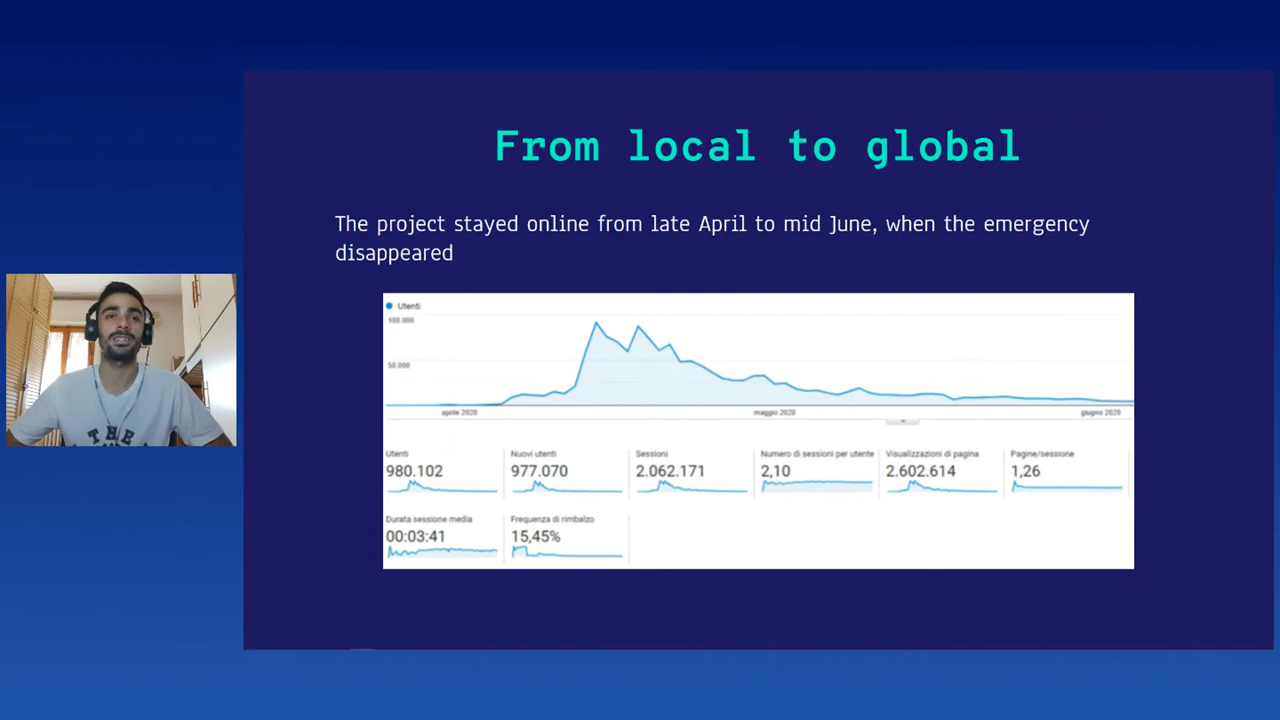 From local to global
The project stayed online from late April to mid June, when the emergency
disappeared
Utenti
100.000
50.000
aprile 2020 maggio 2020 giugno 2020
Utenti Nuovi utenti Sessioni Numero di sessioni per utente Visualizzazioni di pagina Pagine/sessione
980.102 977.070 2.062.171 2,10 2.602.614 1,26
Durata sessione media Frequenza di rimbalzo
00:03:41 15,45%
THE